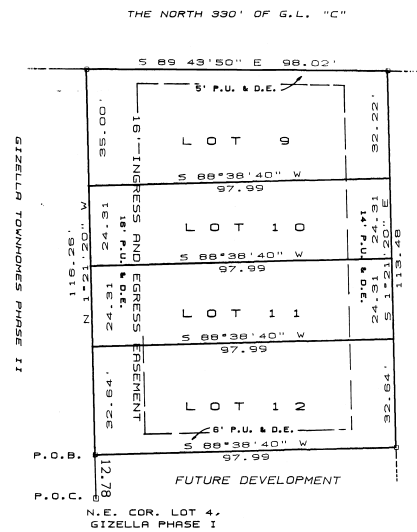 THE NORTH 330' OF G.L. "C"
S 89 43'50" E 98.02'
5' P.U. & D.E.
35.00'
32.22'
LOT 9
S 88°38'40" W
97.99
GIZELLA TOWNHOMES PHASE II
N 1-21'20" W
116.26'
24.31
16' P.U. & D.E.
16'-INGRESS AND EGRESS EASEMENT
LOT 10
14' P.U. & D.E.
24.31
S 1-21'20" E
113.48
S 88°38'40" W
97.99
24.31
LOT 11
24.31
S 88°38'40" W
97.99
32.64'
LOT 12
32.64'
6' P.U. & D.E.
S 88°38'40" W
P.O.B.
97.99
12.78
FUTURE DEVELOPMENT
P.O.C.
N.E. COR. LOT 4,
GIZELLA PHASE I